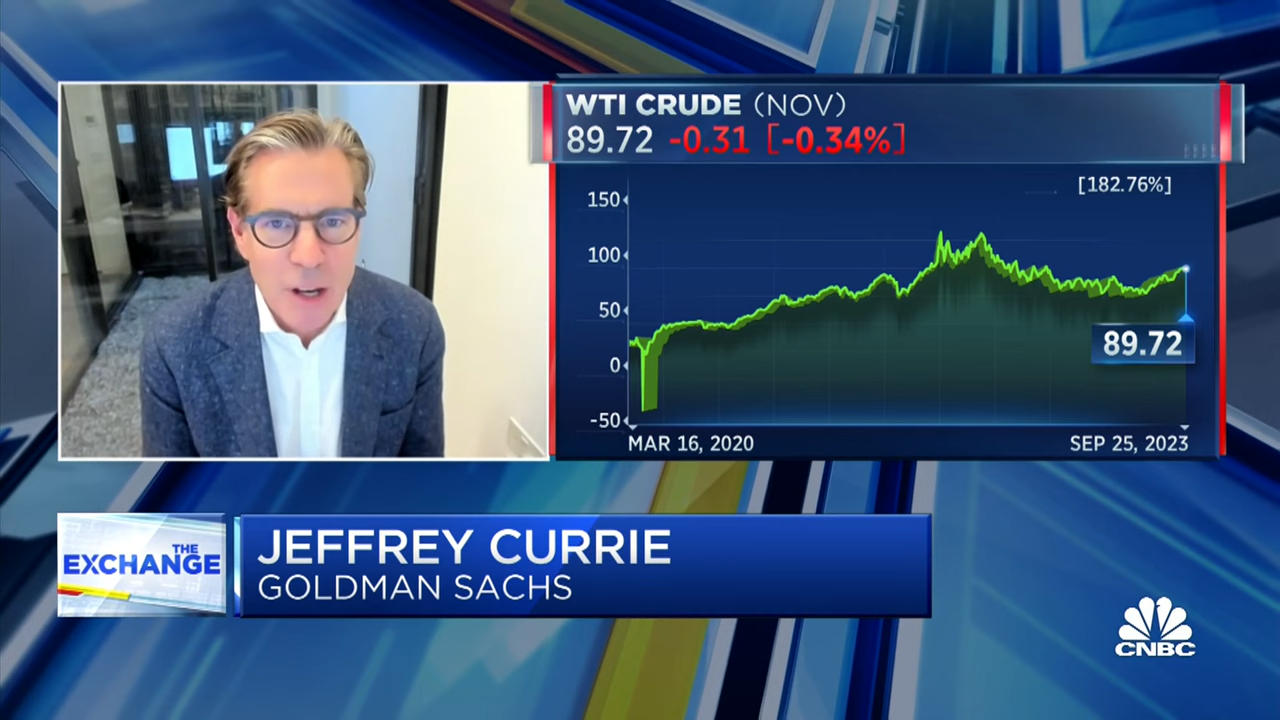 WTI CRUDE (NOV)
89.72 -0.31 [-0.34%]
[182.76%]
150
100
50
0
-50
89.72
MAR 16, 2020 SEP 25, 2023
THE
EXCHANGE
JEFFREY CURRIE
GOLDMAN SACHS
CNBC